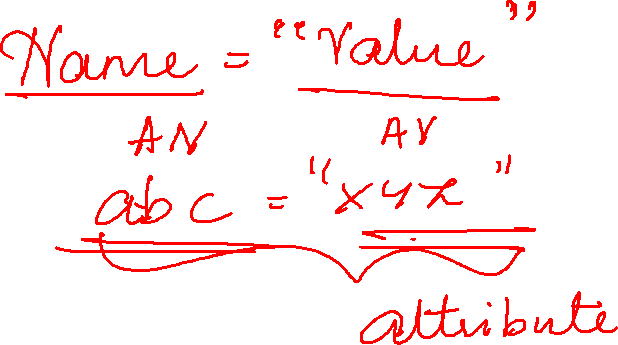 Name = "Value"
AN AV
abc = "xyz"
attribute